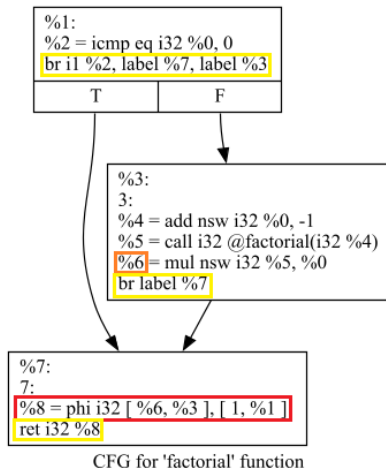 %1:
%2 = icmp eq i32 %0, 0
br i1 %2, label %7, label %3
T F
%3:
3:
%4 = add nsw i32 %0, -1
%5 = call i32 @factorial(i32 %4)
%6 = mul nsw i32 %5, %0
br label %7
%7:
7:
%8 = phi i32 [ %6, %3 ], [ 1, %1 ]
ret i32 %8
CFG for 'factorial' function